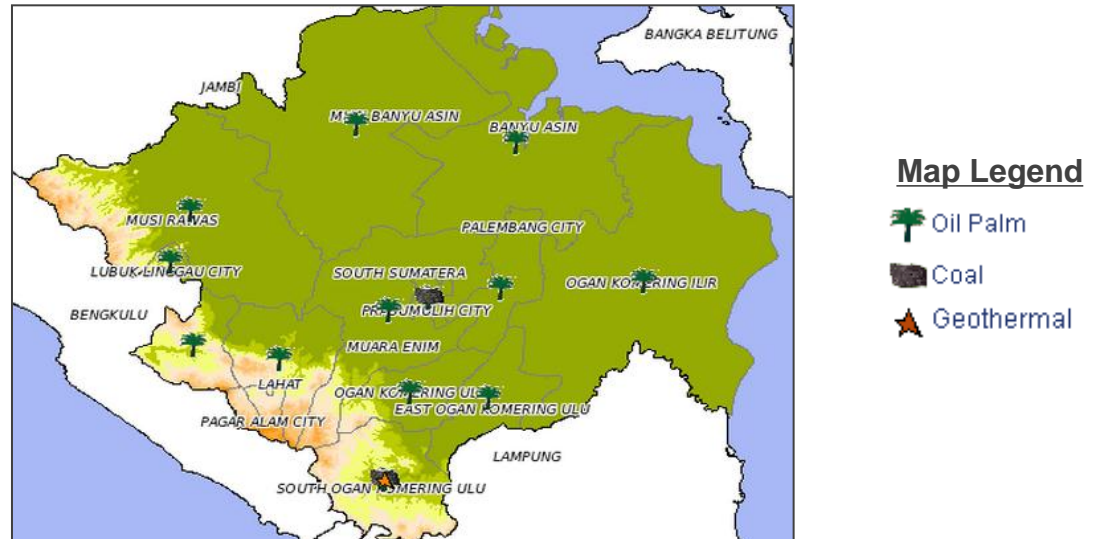 BANGKA BELITUNG
JAMBI
MUSI BANYU ASIN
BANYU ASIN
MUSI RAWAS
PALEMBANG CITY
LUBUK LINGGAU CITY
SOUTH SUMATERA
OGAN KOMERING ILIR
BENGKULU
PRABUMULIH CITY
MUARA ENIM
LAHAT
OGAN KOMERING ULU
EAST OGAN KOMERING ULU
PAGAR ALAM CITY
LAMPUNG
SOUTH OGAN KOMERING ULU
Map Legend
Oil Palm
Coal
Geothermal